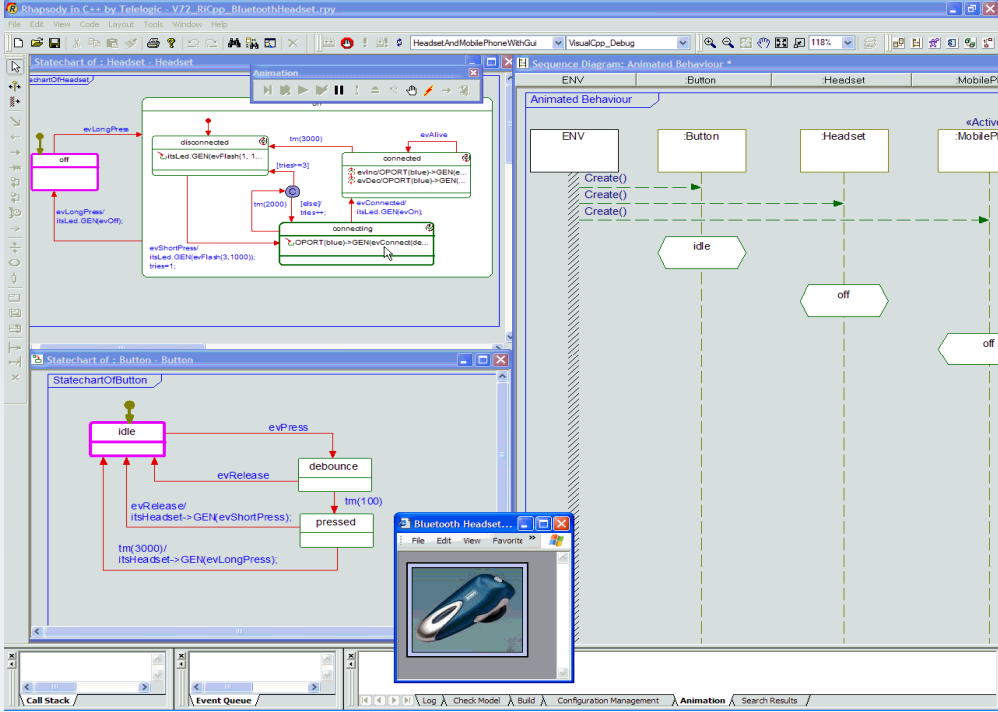 Rhapsody in C++ by Telelogic - V72_RiCpp_BluetoothHeadset.rpy
File Edit View Code Layout Tools Window Help
HeadsetAndMobilePhoneWithGui VisualCpp_Debug 118%
Statechart of : Headset - Headset
Animation
off
evLongPress
evLongPress/
itsLed.GEN(evOff);
disconnected
itsLed.GEN(evFlash(1, 1...
tm(3000)
evAlive
connected
evInc/OPORT(blue)->GEN(e...
evDec/OPORT(blue)->GEN(e...
[tries>=3]
tm(2000)
[else]/
tries++;
evConnected/
itsLed.GEN(evOn);
connecting
OPORT(blue)->GEN(evConnect(de...
evShortPress/
itsLed.GEN(evFlash(3,1000));
tries=1;
Statechart of : Button - Button
StatechartOfButton
idle
evPress
debounce
evRelease
tm(100)
evRelease/
itsHeadset->GEN(evShortPress);
pressed
tm(3000)/
itsHeadset->GEN(evLongPress);
Sequence Diagram: Animated Behaviour *
ENV :Button :Headset :MobileP
Animated Behaviour
«Active
ENV :Button :Headset :MobileP
Create()
Create()
Create()
idle
off
off
Bluetooth Headset...
File Edit View Favorite »
Call Stack
Event Queue
Log Check Model Build Configuration Management Animation Search Results